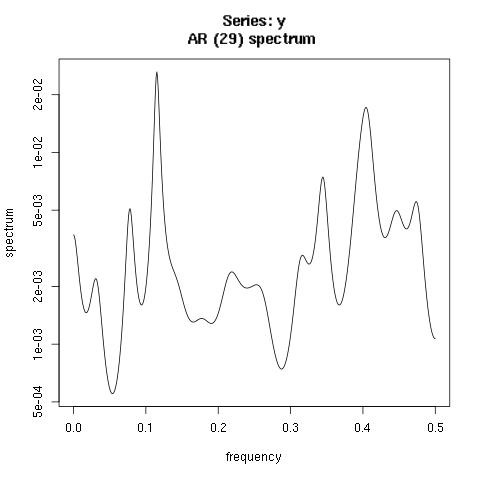 Series: y
AR (29) spectrum
spectrum
2e-02
1e-02
5e-03
2e-03
1e-03
5e-04
0.0 0.1 0.2 0.3 0.4 0.5
frequency